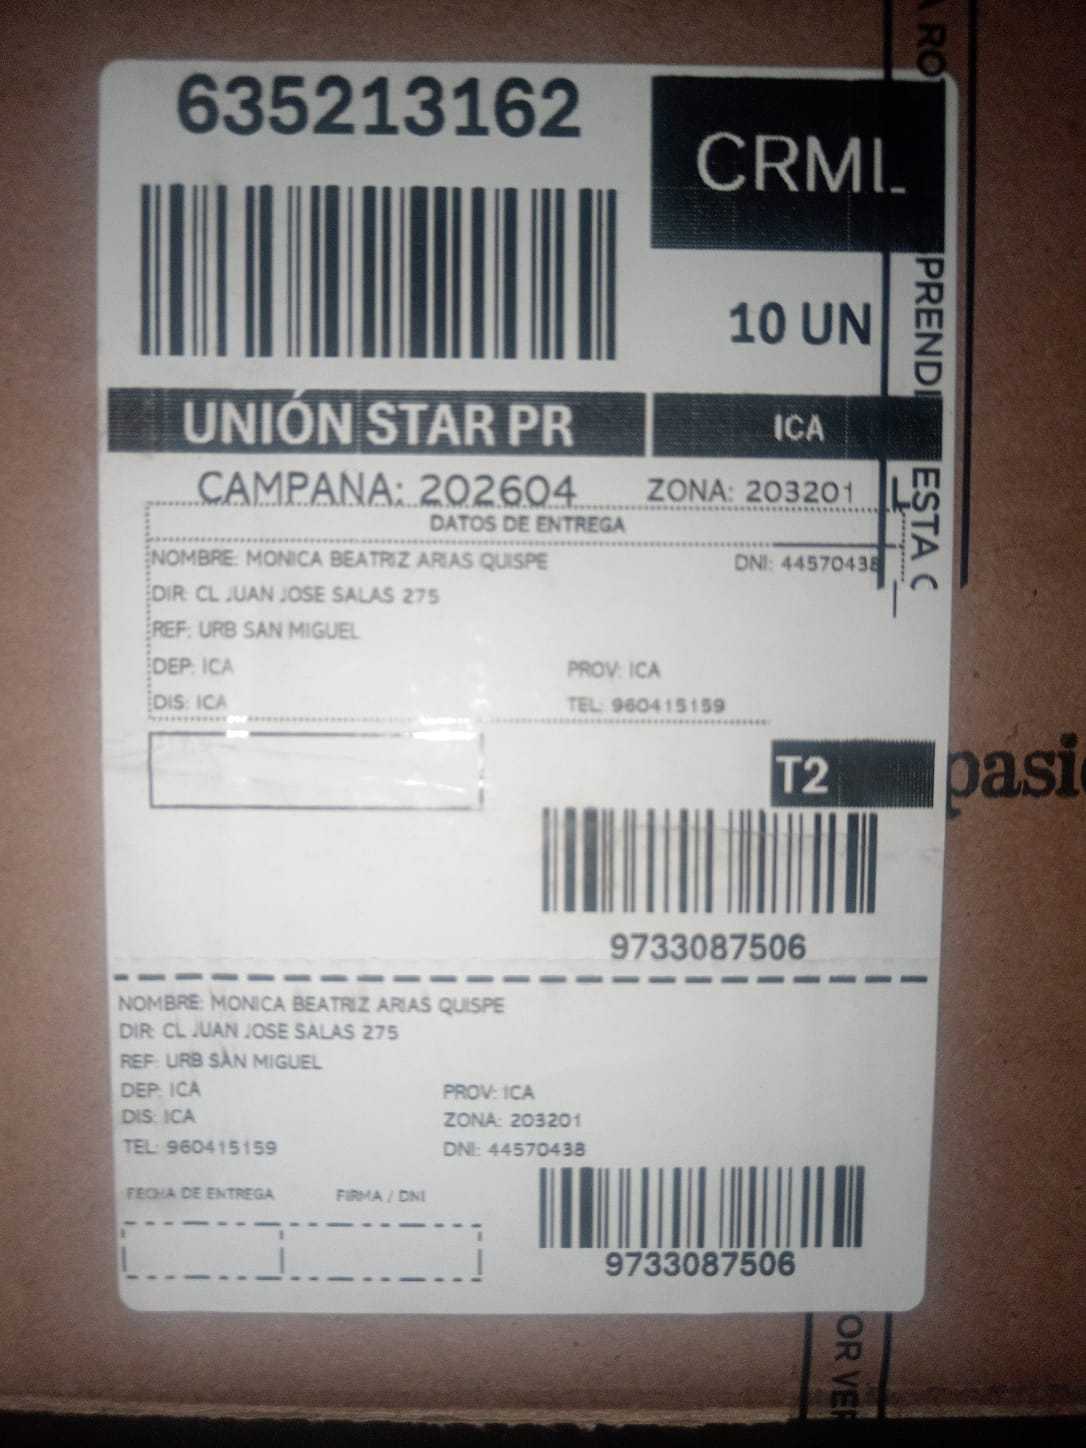 635213162
CRML
10 UN
UNIÓN STAR PR
ICA
CAMPAÑA: 202604
ZONA: 203201
DATOS DE ENTREGA
NOMBRE: MONICA BEATRIZ ARIAS QUISPE
DNI: 44570438
DIR: CL JUAN JOSE SALAS 275
REF: URB SAN MIGUEL
DEP: ICA
PROV: ICA
DIS: ICA
TEL: 960415159
T2
9733087506
NOMBRE: MONICA BEATRIZ ARIAS QUISPE
DIR: CL JUAN JOSE SALAS 275
REF: URB SAN MIGUEL
DEP: ICA
PROV: ICA
DIS: ICA
ZONA: 203201
TEL: 960415159
DNI: 44570438
FECHA DE ENTREGA
FIRMA / DNI
9733087506
ESTA